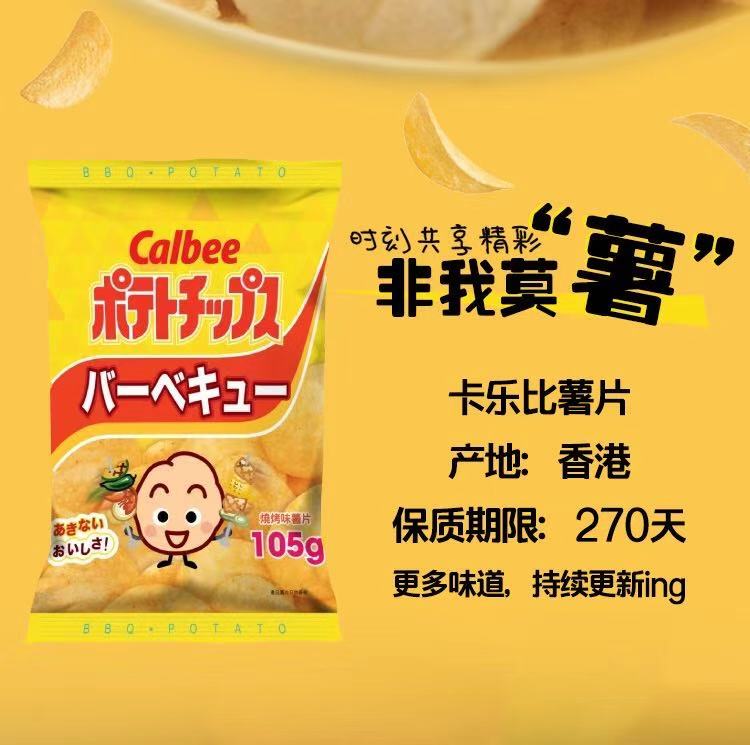 BBQ • POTATO
Calbee
ポテトチップス
バーベキュー
あきない
おいしさ!
燒烤味薯片
105g
BBQ • POTATO
时刻共享精彩
非我莫“薯”
卡乐比薯片
产地: 香港
保质期限: 270天
更多味道, 持续更新ing